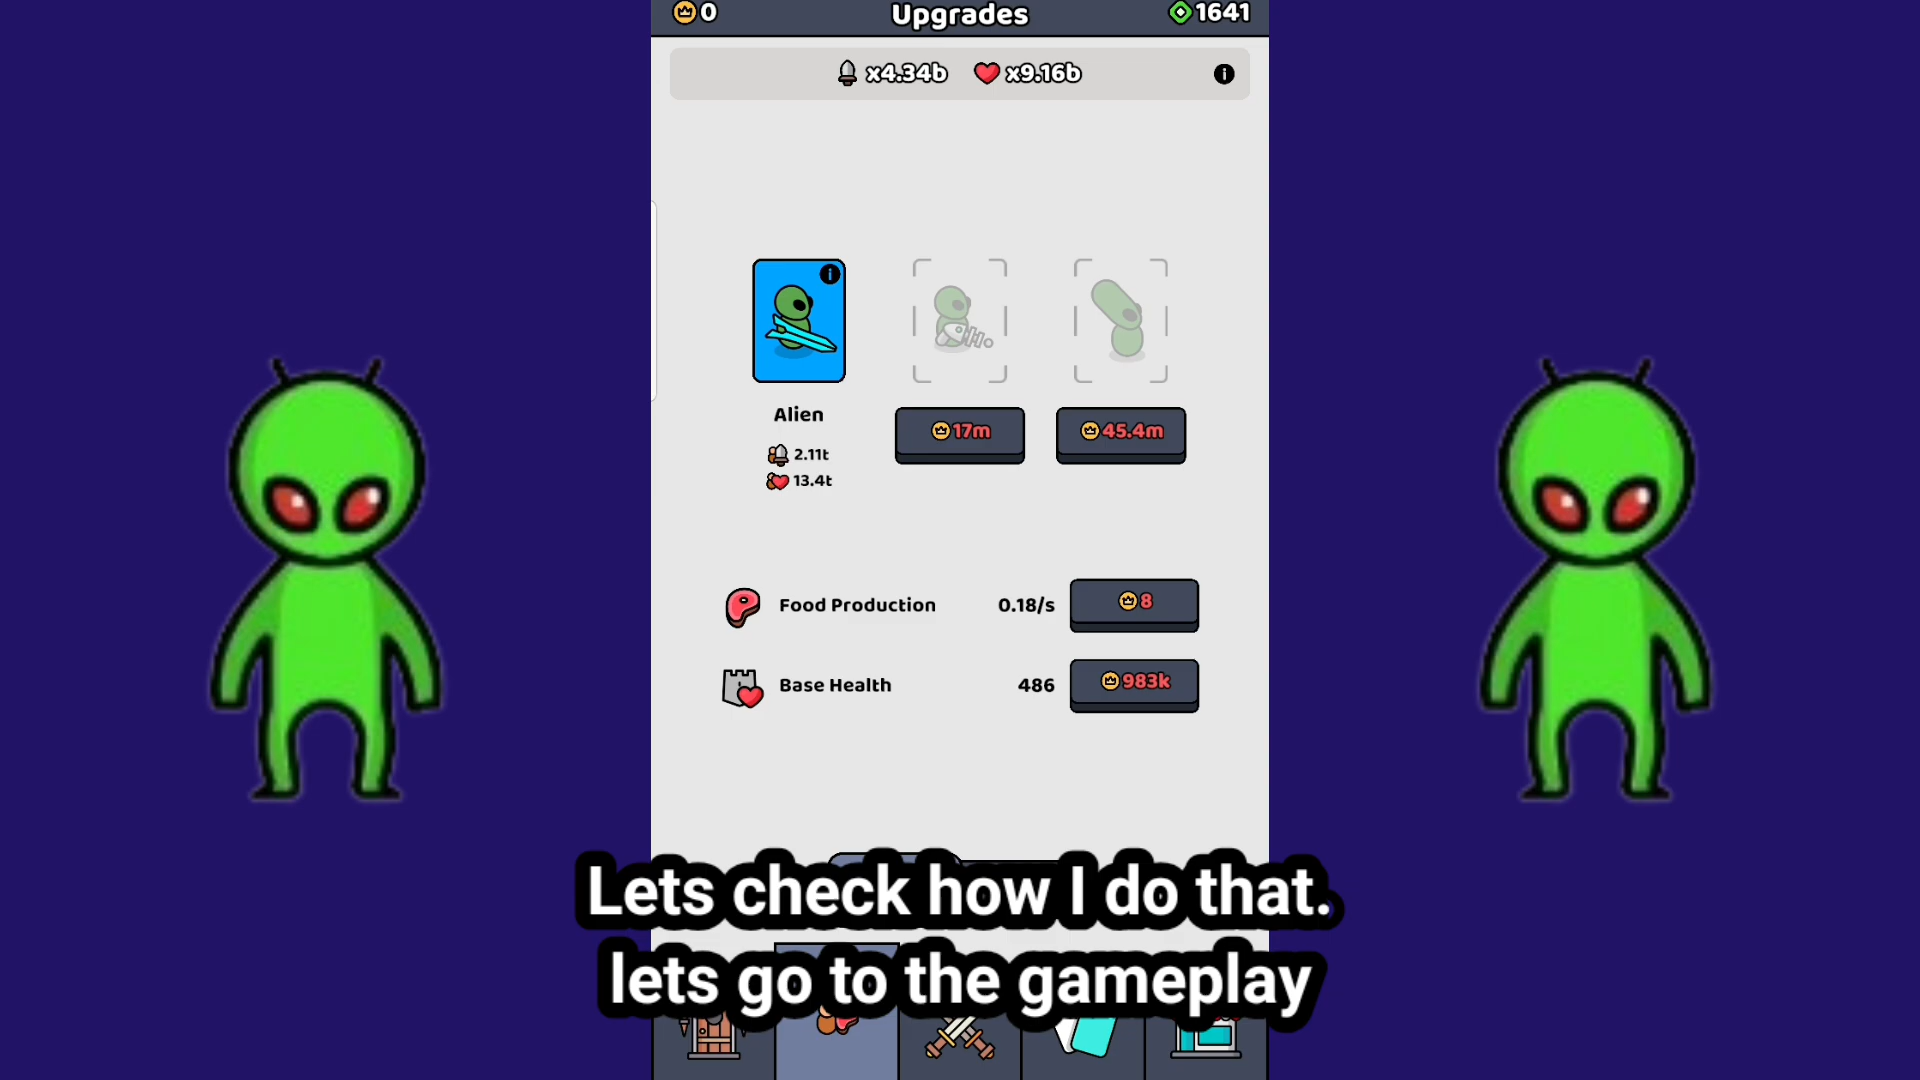 0 Upgrades 1641
x4.34b x9.16b
Alien
2.11t
13.4t
17m 45.4m
Food Production 0.18/s 8
Base Health 486 983k
Lets check how I do that.
lets go to the gameplay